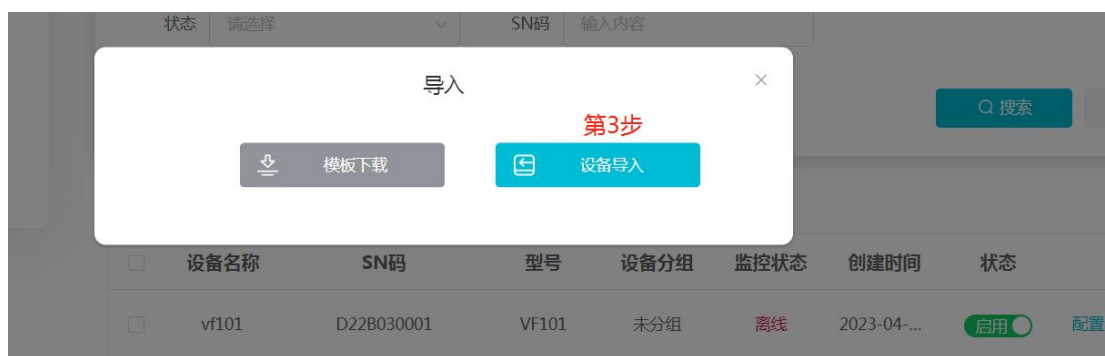 状态 请选择 SN码 输入内容
导入
搜索
第3步
模板下载 设备导入
设备名称 SN码 型号 设备分组 监控状态 创建时间 状态
vf101 D22B030001 VF101 未分组 离线 2023-04-... 启用 配置